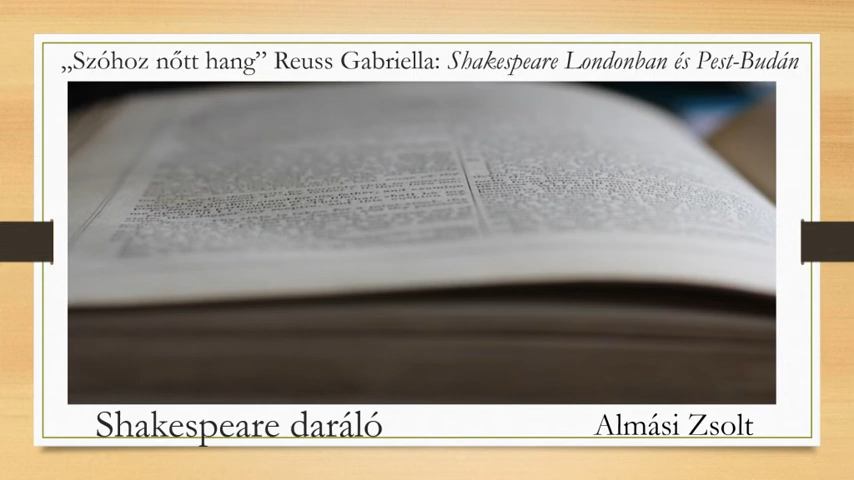 „Szóhoz nőtt hang” Reuss Gabriella: Shakespeare Londonban és Pest-Budán
Shakespeare daráló
Almási Zsolt